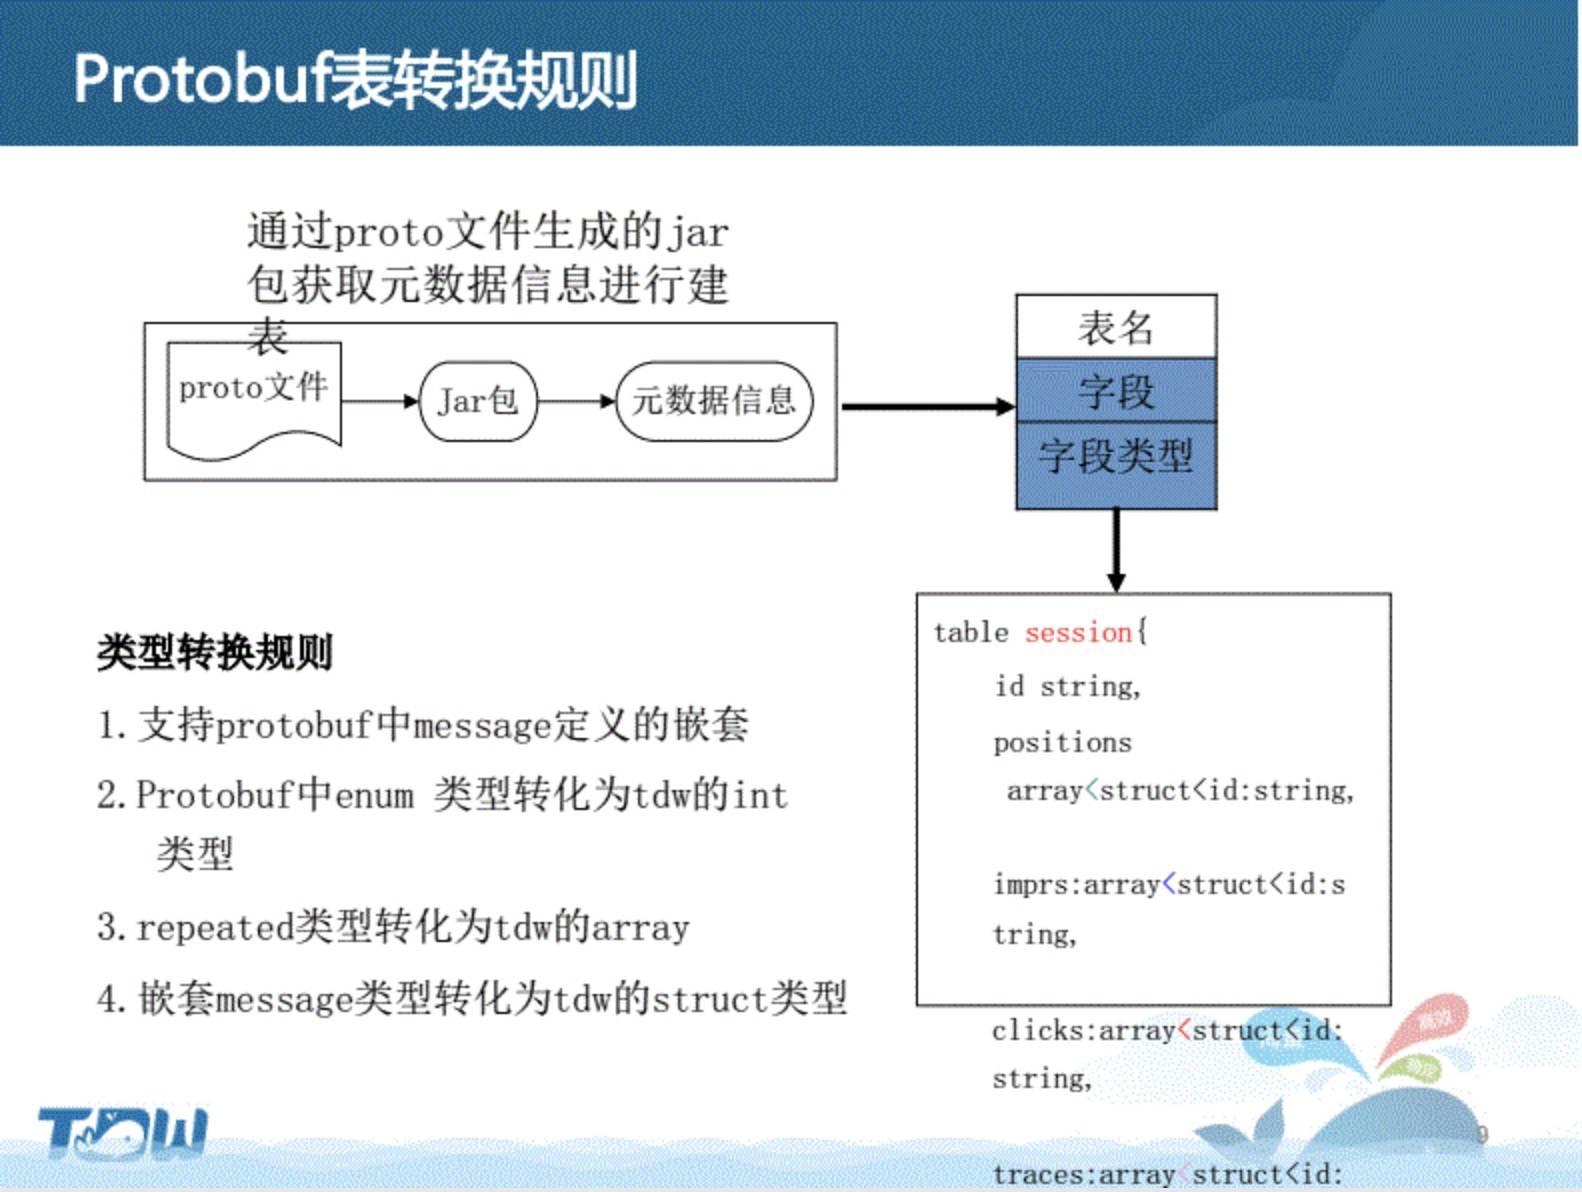 Protobuf表转换规则
通过proto文件生成的jar
包获取元数据信息进行建
表
proto文件
Jar包
元数据信息
表名
字段
字段类型
类型转换规则
1.支持protobuf中message定义的嵌套
2.Protobuf中enum 类型转化为tdw的int
类型
3.repeated类型转化为tdw的array
4.嵌套message类型转化为tdw的struct类型
table session{
id string,
positions
array<struct<id:string,
imprs:array<struct<id:s
tring,
clicks:array<struct<id:
string,
traces:array<struct<id:
高效
TDW
9